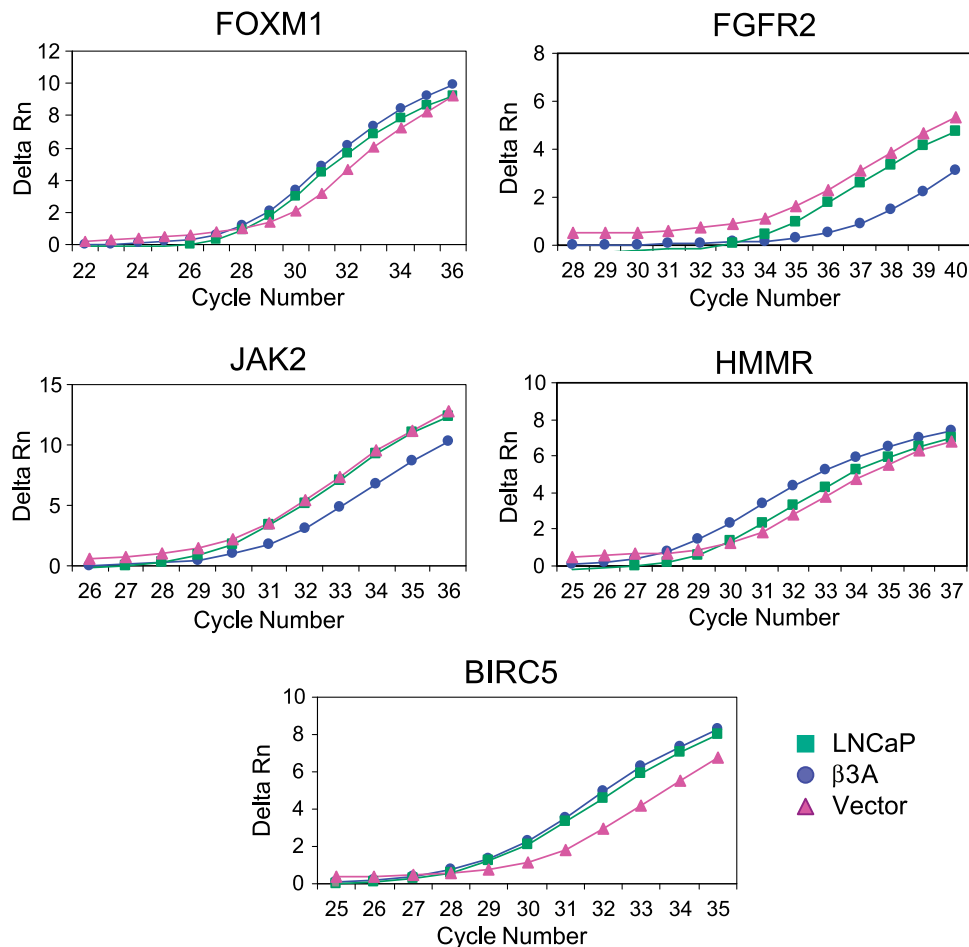 FOXM1
12
10
8
6
4
2
0
Delta Rn
22 24 26 28 30 32 34 36
Cycle Number
FGFR2
8
6
4
2
0
Delta Rn
28 29 30 31 32 33 34 35 36 37 38 39 40
Cycle Number
JAK2
15
10
5
0
Delta Rn
26 27 28 29 30 31 32 33 34 35 36
Cycle Number
HMMR
10
8
6
4
2
0
Delta Rn
25 26 27 28 29 30 31 32 33 34 35 36 37
Cycle Number
BIRC5
10
8
6
4
2
0
Delta Rn
25 26 27 28 29 30 31 32 33 34 35
Cycle Number
LNCaP
β3A
Vector